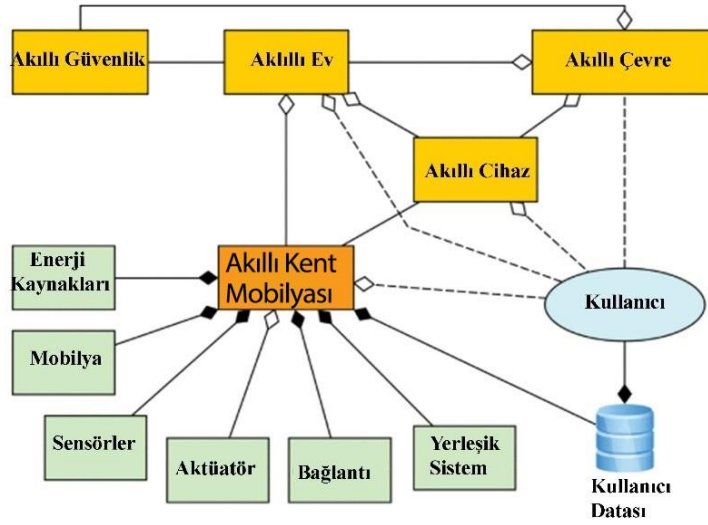 Akıllı Güvenlik
Aklıllı Ev
Akıllı Çevre
Akıllı Cihaz
Enerji
Kaynakları
Akıllı Kent
Mobilyası
Kullanıcı
Mobilya
Sensörler
Aktüatör
Bağlantı
Yerleşik
Sistem
Kullanıcı
Datası